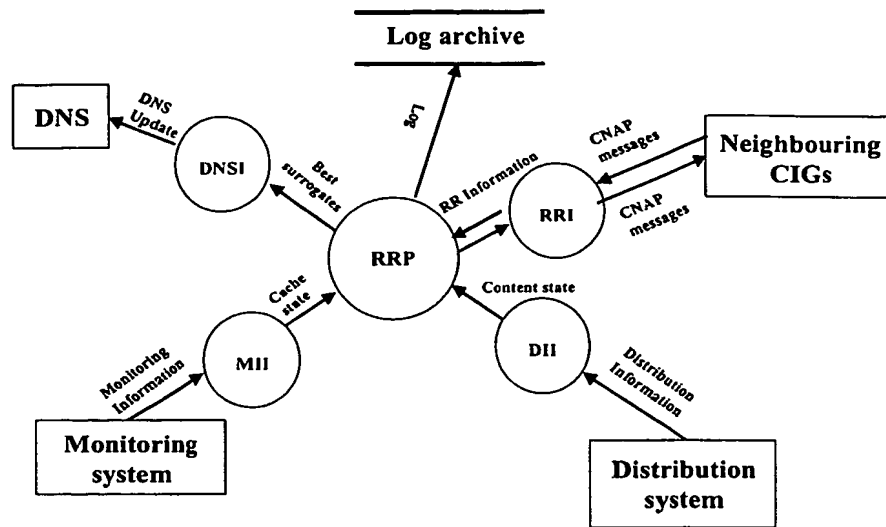 Log archive
DNS
DNS
Update
DNSI
Best
surrogates
Log
RR Information
CNAP
messages
Neighbouring
CIGs
RRI
CNAP
messages
RRP
Cache
state
Content state
MII
DII
Monitoring
Information
Distribution
Information
Monitoring
system
Distribution
system